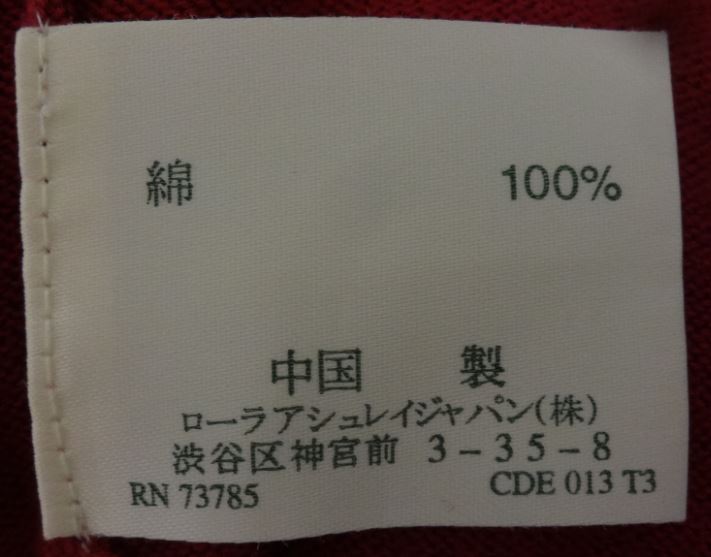 綿 100%
中国 製
ローラアシュレイジャパン(株)
渋谷区神宮前 3-35-8
RN 73785 CDE 013 T3